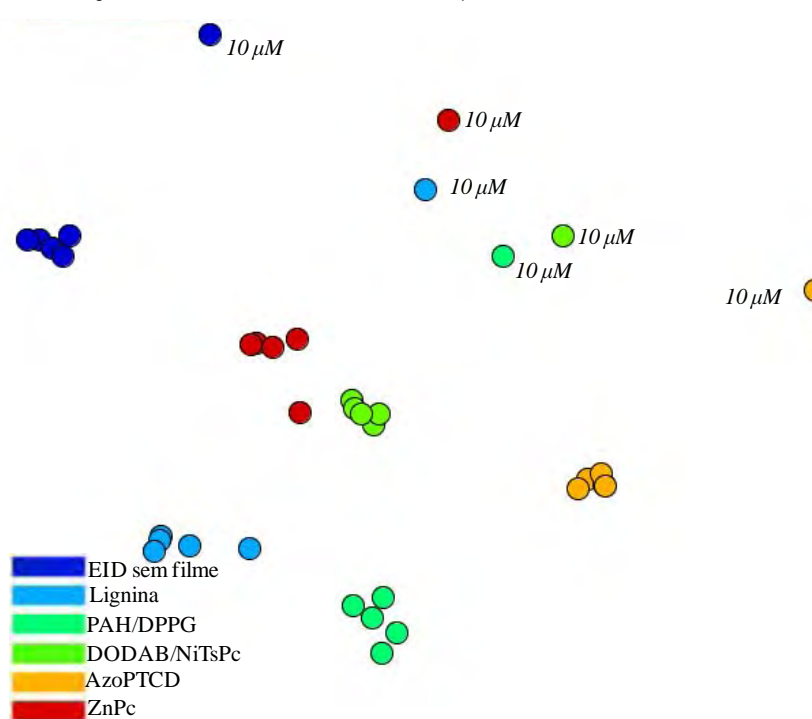 10 μM
10 μM
10 μM
10 μM
10 μM
10 μM
EID sem filme
Lignina
PAH/DPPG
DODAB/NiTsPc
AzoPTCD
ZnPc